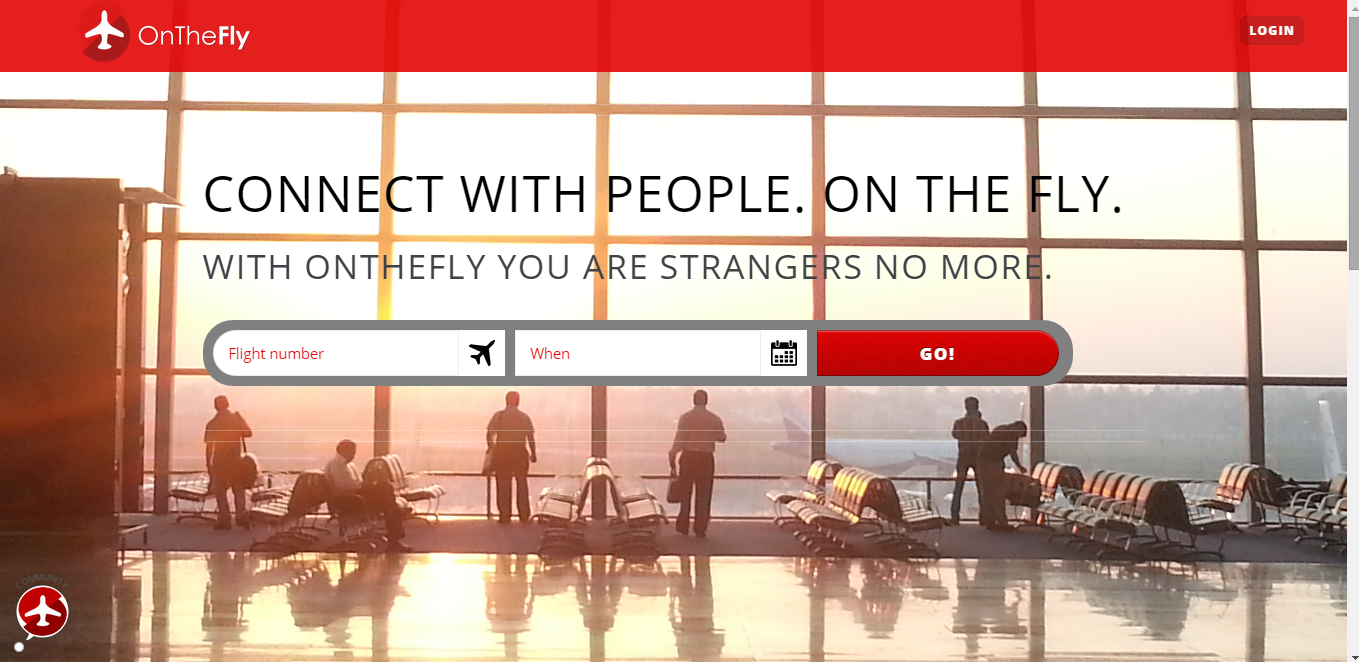 OnTheFly
LOGIN
CONNECT WITH PEOPLE. ON THE FLY.
WITH ONTHEFLY YOU ARE STRANGERS NO MORE.
Flight number
When
GO!
COMMUNITY